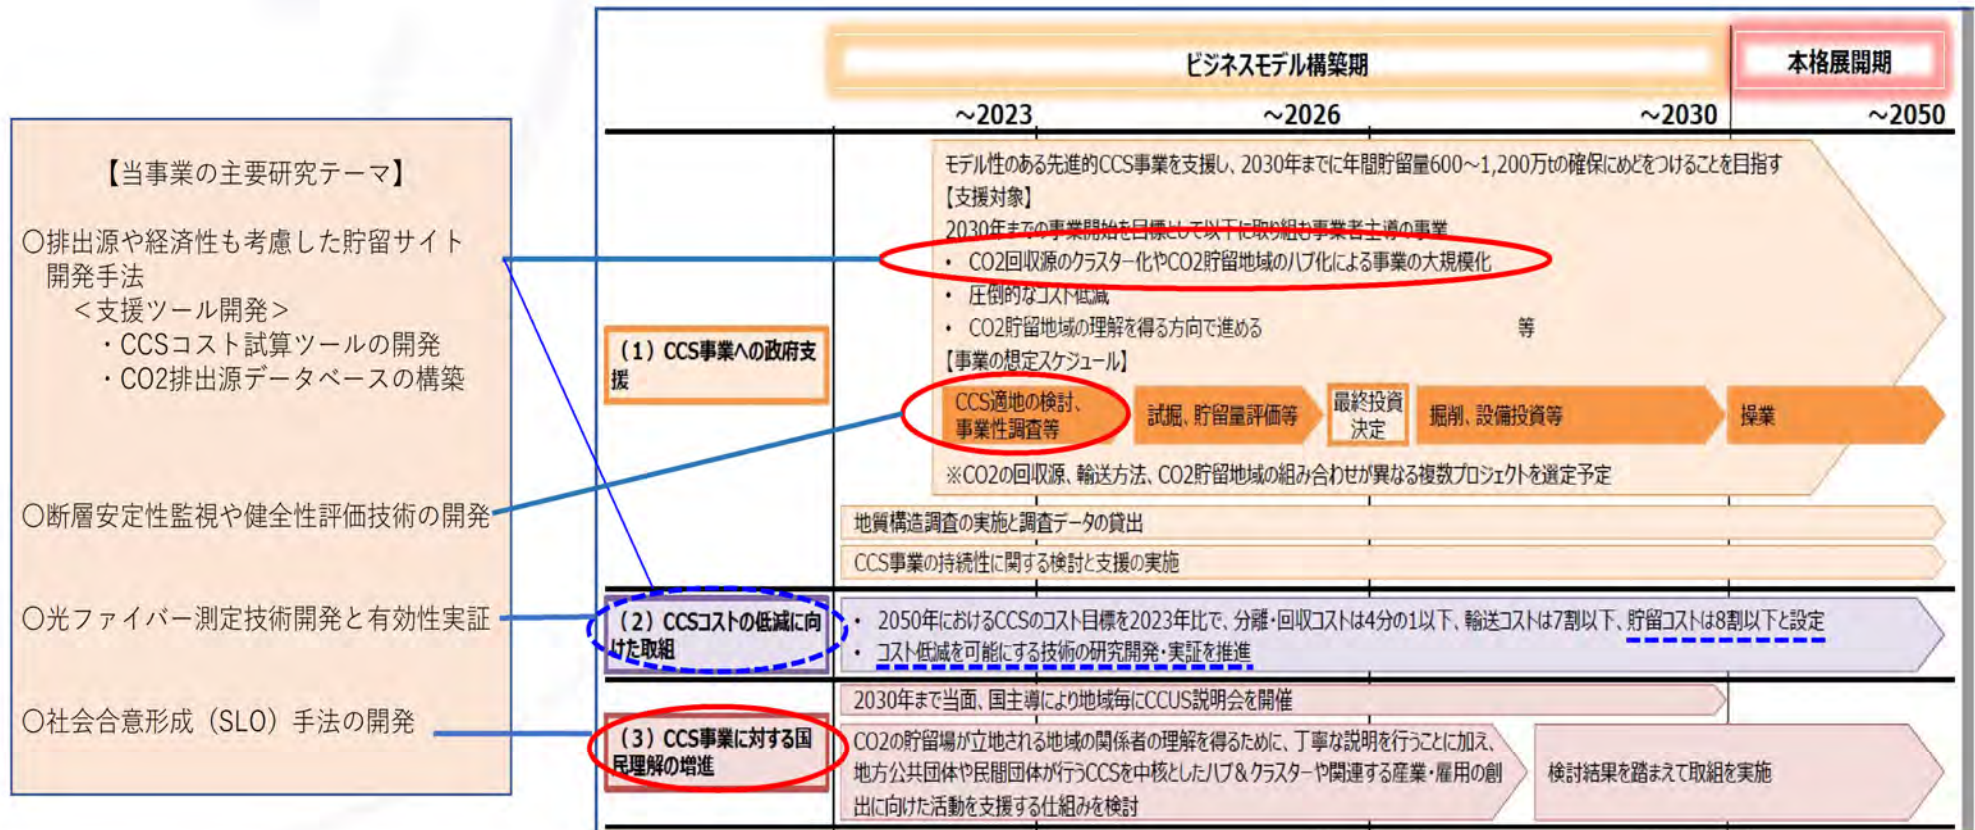 【当事業の主要研究テーマ】
〇排出源や経済性も考慮した貯留サイト
開発手法
＜支援ツール開発＞
・CCSコスト試算ツールの開発
・CO2排出源データベースの構築
〇断層安定性監視や健全性評価技術の開発
〇光ファイバー測定技術開発と有効性実証
〇社会合意形成（SLO）手法の開発
ビジネスモデル構築期
本格展開期
～2023
～2026
～2030
～2050
（1）CCS事業への政府支
援
モデル性のある先進的CCS事業を支援し、2030年までに年間貯留量600～1,200万tの確保にめどをつけることを目指す
【支援対象】
2030年までの事業開始を目標として以下に取り組む事業者主導の事業
・ CO2回収源のクラスター化やCO2貯留地域のハブ化による事業の大規模化
・ 圧倒的なコスト低減
・ CO2貯留地域の理解を得る方向で進める 等
【事業の想定スケジュール】
CCS適地の検討、
事業性調査等
試掘、貯留量評価等
最終投資
決定
掘削、設備投資等
操業
※CO2の回収源、輸送方法、CO2貯留地域の組み合わせが異なる複数プロジェクトを選定予定
地質構造調査の実施と調査データの貸出
CCS事業の持続性に関する検討と支援の実施
（2）CCSコストの低減に向
けた取組
・ 2050年におけるCCSのコスト目標を2023年比で、分離・回収コストは4分の1以下、輸送コストは7割以下、貯留コストは8割以下と設定
・ コスト低減を可能にする技術の研究開発・実証を推進
（3）CCS事業に対する国
民理解の増進
2030年まで当面、国主導により地域毎にCCUS説明会を開催
CO2の貯留場が立地される地域の関係者の理解を得るために、丁寧な説明を行うことに加え、
地方公共団体や民間団体が行うCCSを中核としたハブ＆クラスターや関連する産業・雇用の創
出に向けた活動を支援する仕組みを検討
検討結果を踏まえて取組を実施